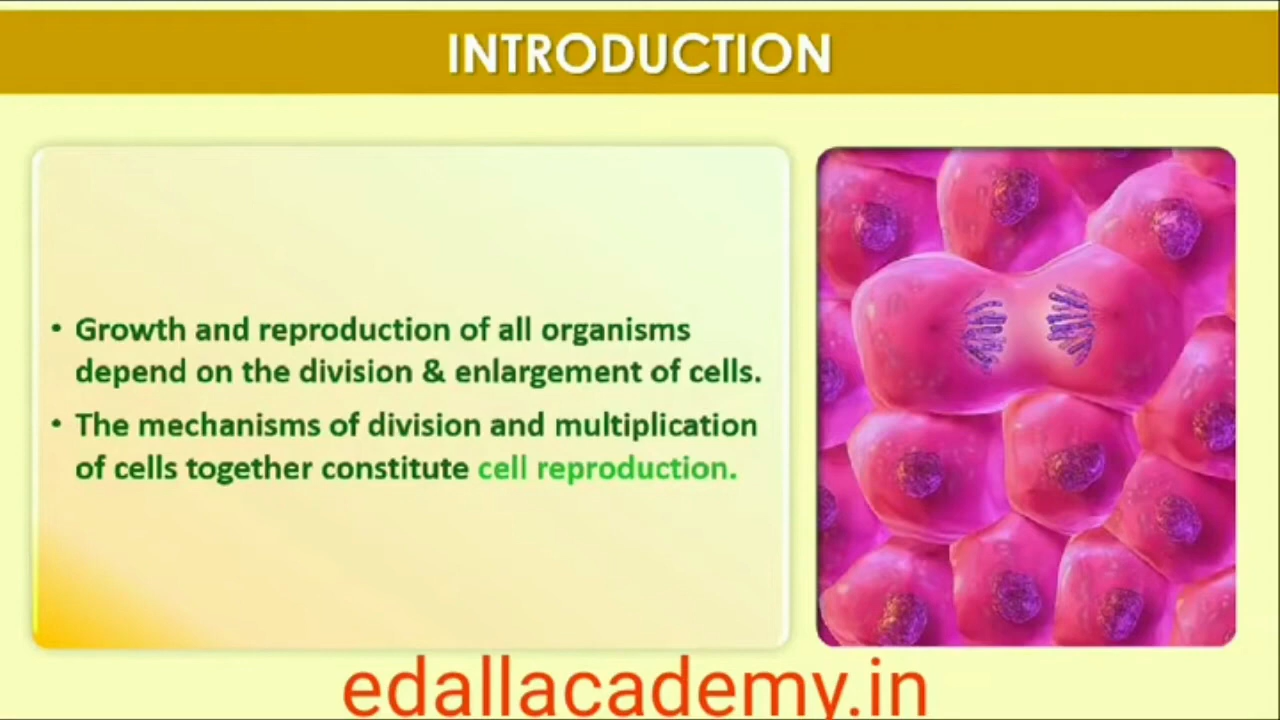 INTRODUCTION
• Growth and reproduction of all organisms
depend on the division & enlargement of cells.
• The mechanisms of division and multiplication
of cells together constitute cell reproduction.
edallacademy.in